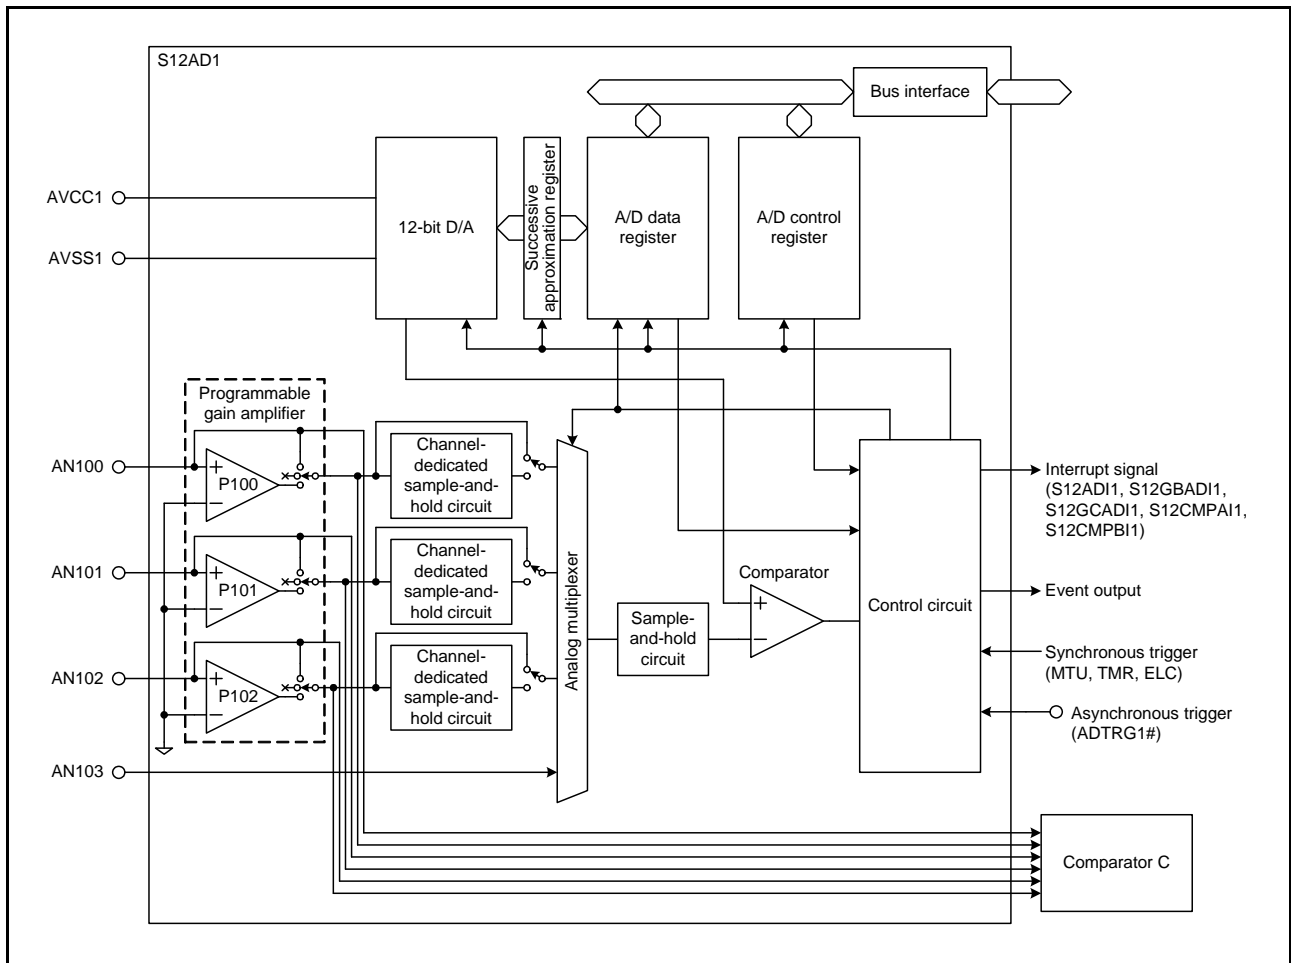 S12AD1
Bus interface
AVCC1
AVSS1
12-bit D/A
Successive
approximation register
A/D data
register
A/D control
register
Programmable
gain amplifier
AN100
+
P100
−
Channel-
dedicated
sample-and-
hold circuit
AN101
+
P101
−
Channel-
dedicated
sample-and-
hold circuit
AN102
+
P102
−
Channel-
dedicated
sample-and-
hold circuit
AN103
Analog multiplexer
Sample-
and-hold
circuit
Comparator
+
−
Control circuit
Interrupt signal
(S12ADI1, S12GBADI1,
S12GCADI1, S12CMPAI1,
S12CMPBI1)
Event output
Synchronous trigger
(MTU, TMR, ELC)
Asynchronous trigger
(ADTRG1#)
Comparator C